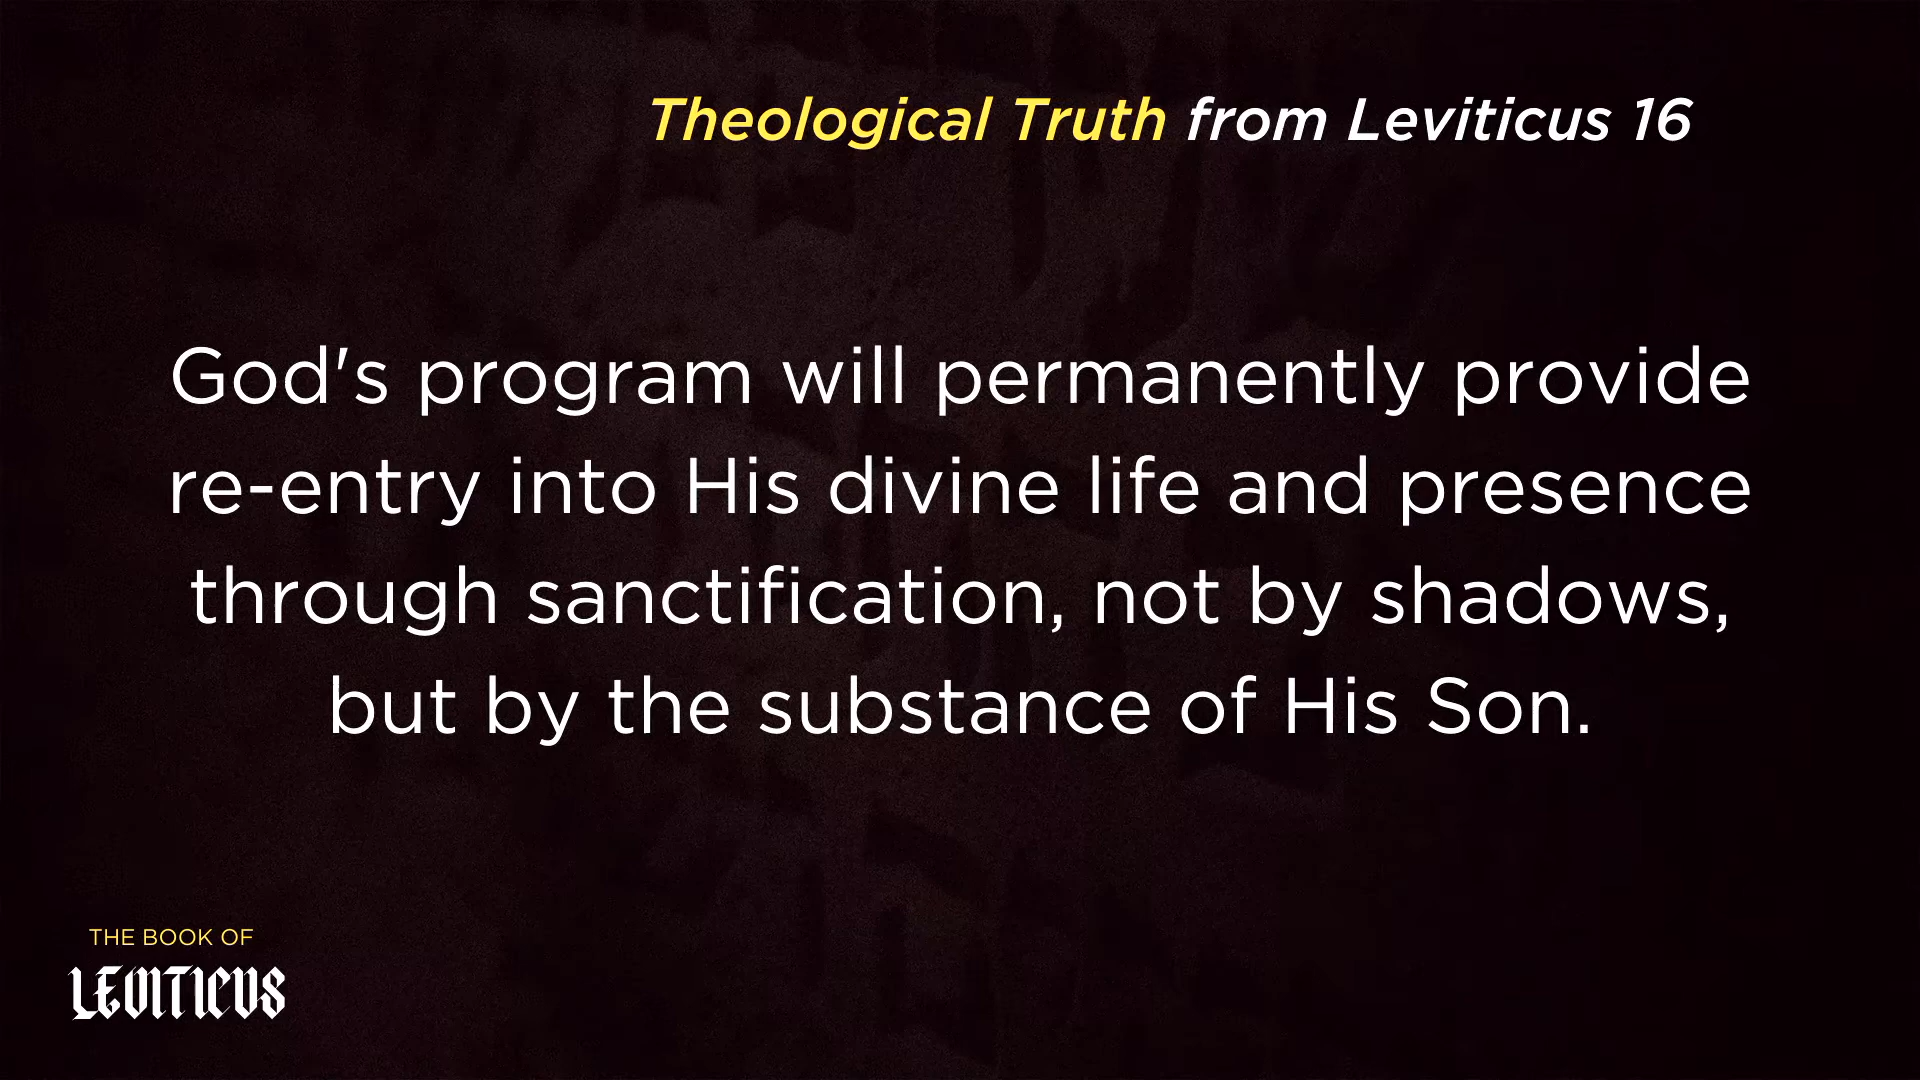 Theological Truth from Leviticus 16
God's program will permanently provide
re-entry into His divine life and presence
through sanctification, not by shadows,
but by the substance of His Son.
THE BOOK OF
LEVITICUS